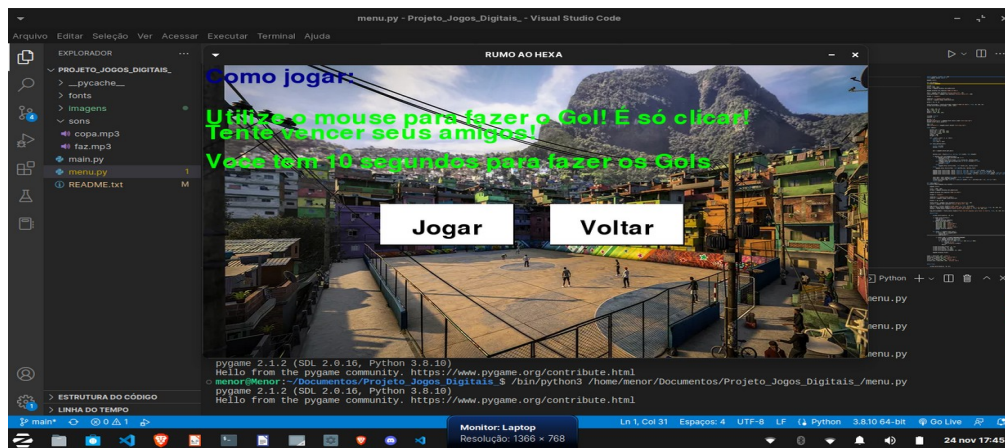 menu.py - Projeto_Jogos_Digitais_ - Visual Studio Code
Arquivo Editar Seleção Ver Acessar Executar Terminal Ajuda
EXPLORADOR
PROJETO_JOGOS_DIGITAIS_
__pycache__
fonts
Imagens
sons
copa.mp3
faz.mp3
main.py
menu.py 1
README.txt M
RUMO AO HEXA
Como jogar:
Utilize o mouse para fazer o Gol! É só clicar!
Tente vencer seus amigos!
Você tem 10 segundos para fazer os Gols
Jogar
Voltar
Python
menu.py
menu.py
menu.py
pygame 2.1.2 (SDL 2.0.16, Python 3.8.10)
Hello from the pygame community. https://www.pygame.org/contribute.html
menor@Menor:~/Documentos/Projeto_Jogos_Digitais_$ /bin/python3 /home/menor/Documentos/Projeto_Jogos_Digitais_/menu.py
pygame 2.1.2 (SDL 2.0.16, Python 3.8.10)
Hello from the pygame community. https://www.pygame.org/contribute.html
ESTRUTURA DO CÓDIGO
LINHA DO TEMPO
main* 0 1 Ln 1, Col 31 Espaços: 4 UTF-8 LF Python 3.8.10 64-bit Go Live
Monitor: Laptop
Resolução: 1366 × 768
24 nov 17:45